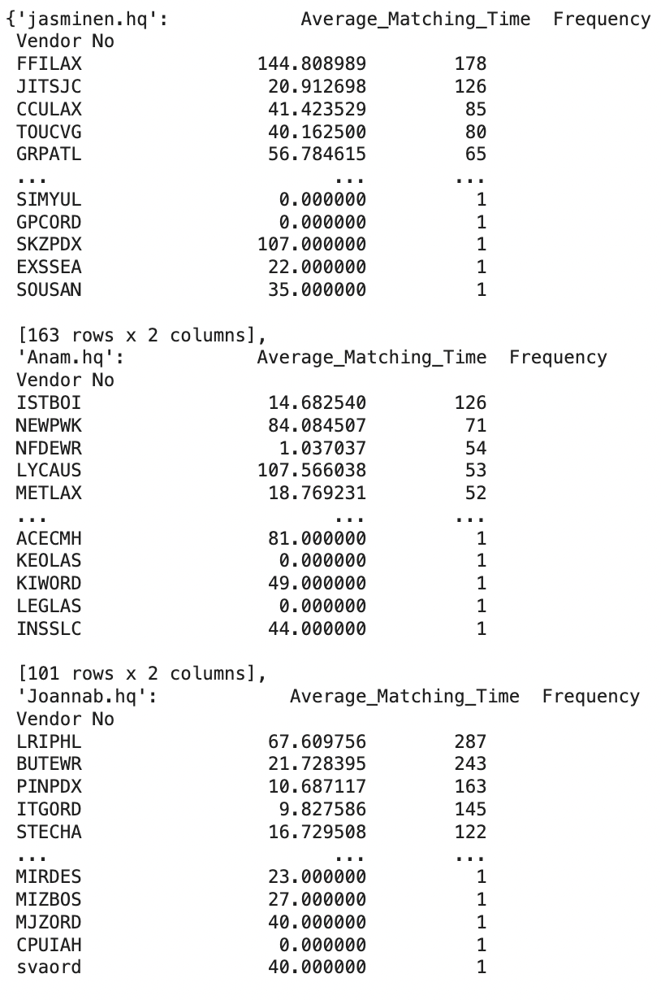 {'jasminen.hq':            Average_Matching_Time  Frequency
 Vendor No
 FFILAX                144.808989        178
 JITSJC                 20.912698        126
 CCULAX                 41.423529         85
 TOUCVG                 40.162500         80
 GRPATL                 56.784615         65
 ...                          ...        ...
 SIMYUL                  0.000000          1
 GPCORD                  0.000000          1
 SKZPDX                107.000000          1
 EXSSEA                 22.000000          1
 SOUSAN                 35.000000          1

 [163 rows x 2 columns],
 'Anam.hq':            Average_Matching_Time  Frequency
 Vendor No
 ISTBOI                 14.682540        126
 NEWPWK                 84.084507         71
 NFDEWR                  1.037037         54
 LYCAUS                107.566038         53
 METLAX                 18.769231         52
 ...                          ...        ...
 ACECMH                 81.000000          1
 KEOLAS                  0.000000          1
 KIWORD                 49.000000          1
 LEGLAS                  0.000000          1
 INSSLC                 44.000000          1

 [101 rows x 2 columns],
 'Joannab.hq':            Average_Matching_Time  Frequency
 Vendor No
 LRIPHL                 67.609756        287
 BUTEWR                 21.728395        243
 PINPDX                 10.687117        163
 ITGORD                  9.827586        145
 STECHA                 16.729508        122
 ...                          ...        ...
 MIRDES                 23.000000          1
 MIZBOS                 27.000000          1
 MJZORD                 40.000000          1
 CPUIAH                  0.000000          1
 svaord                 40.000000          1